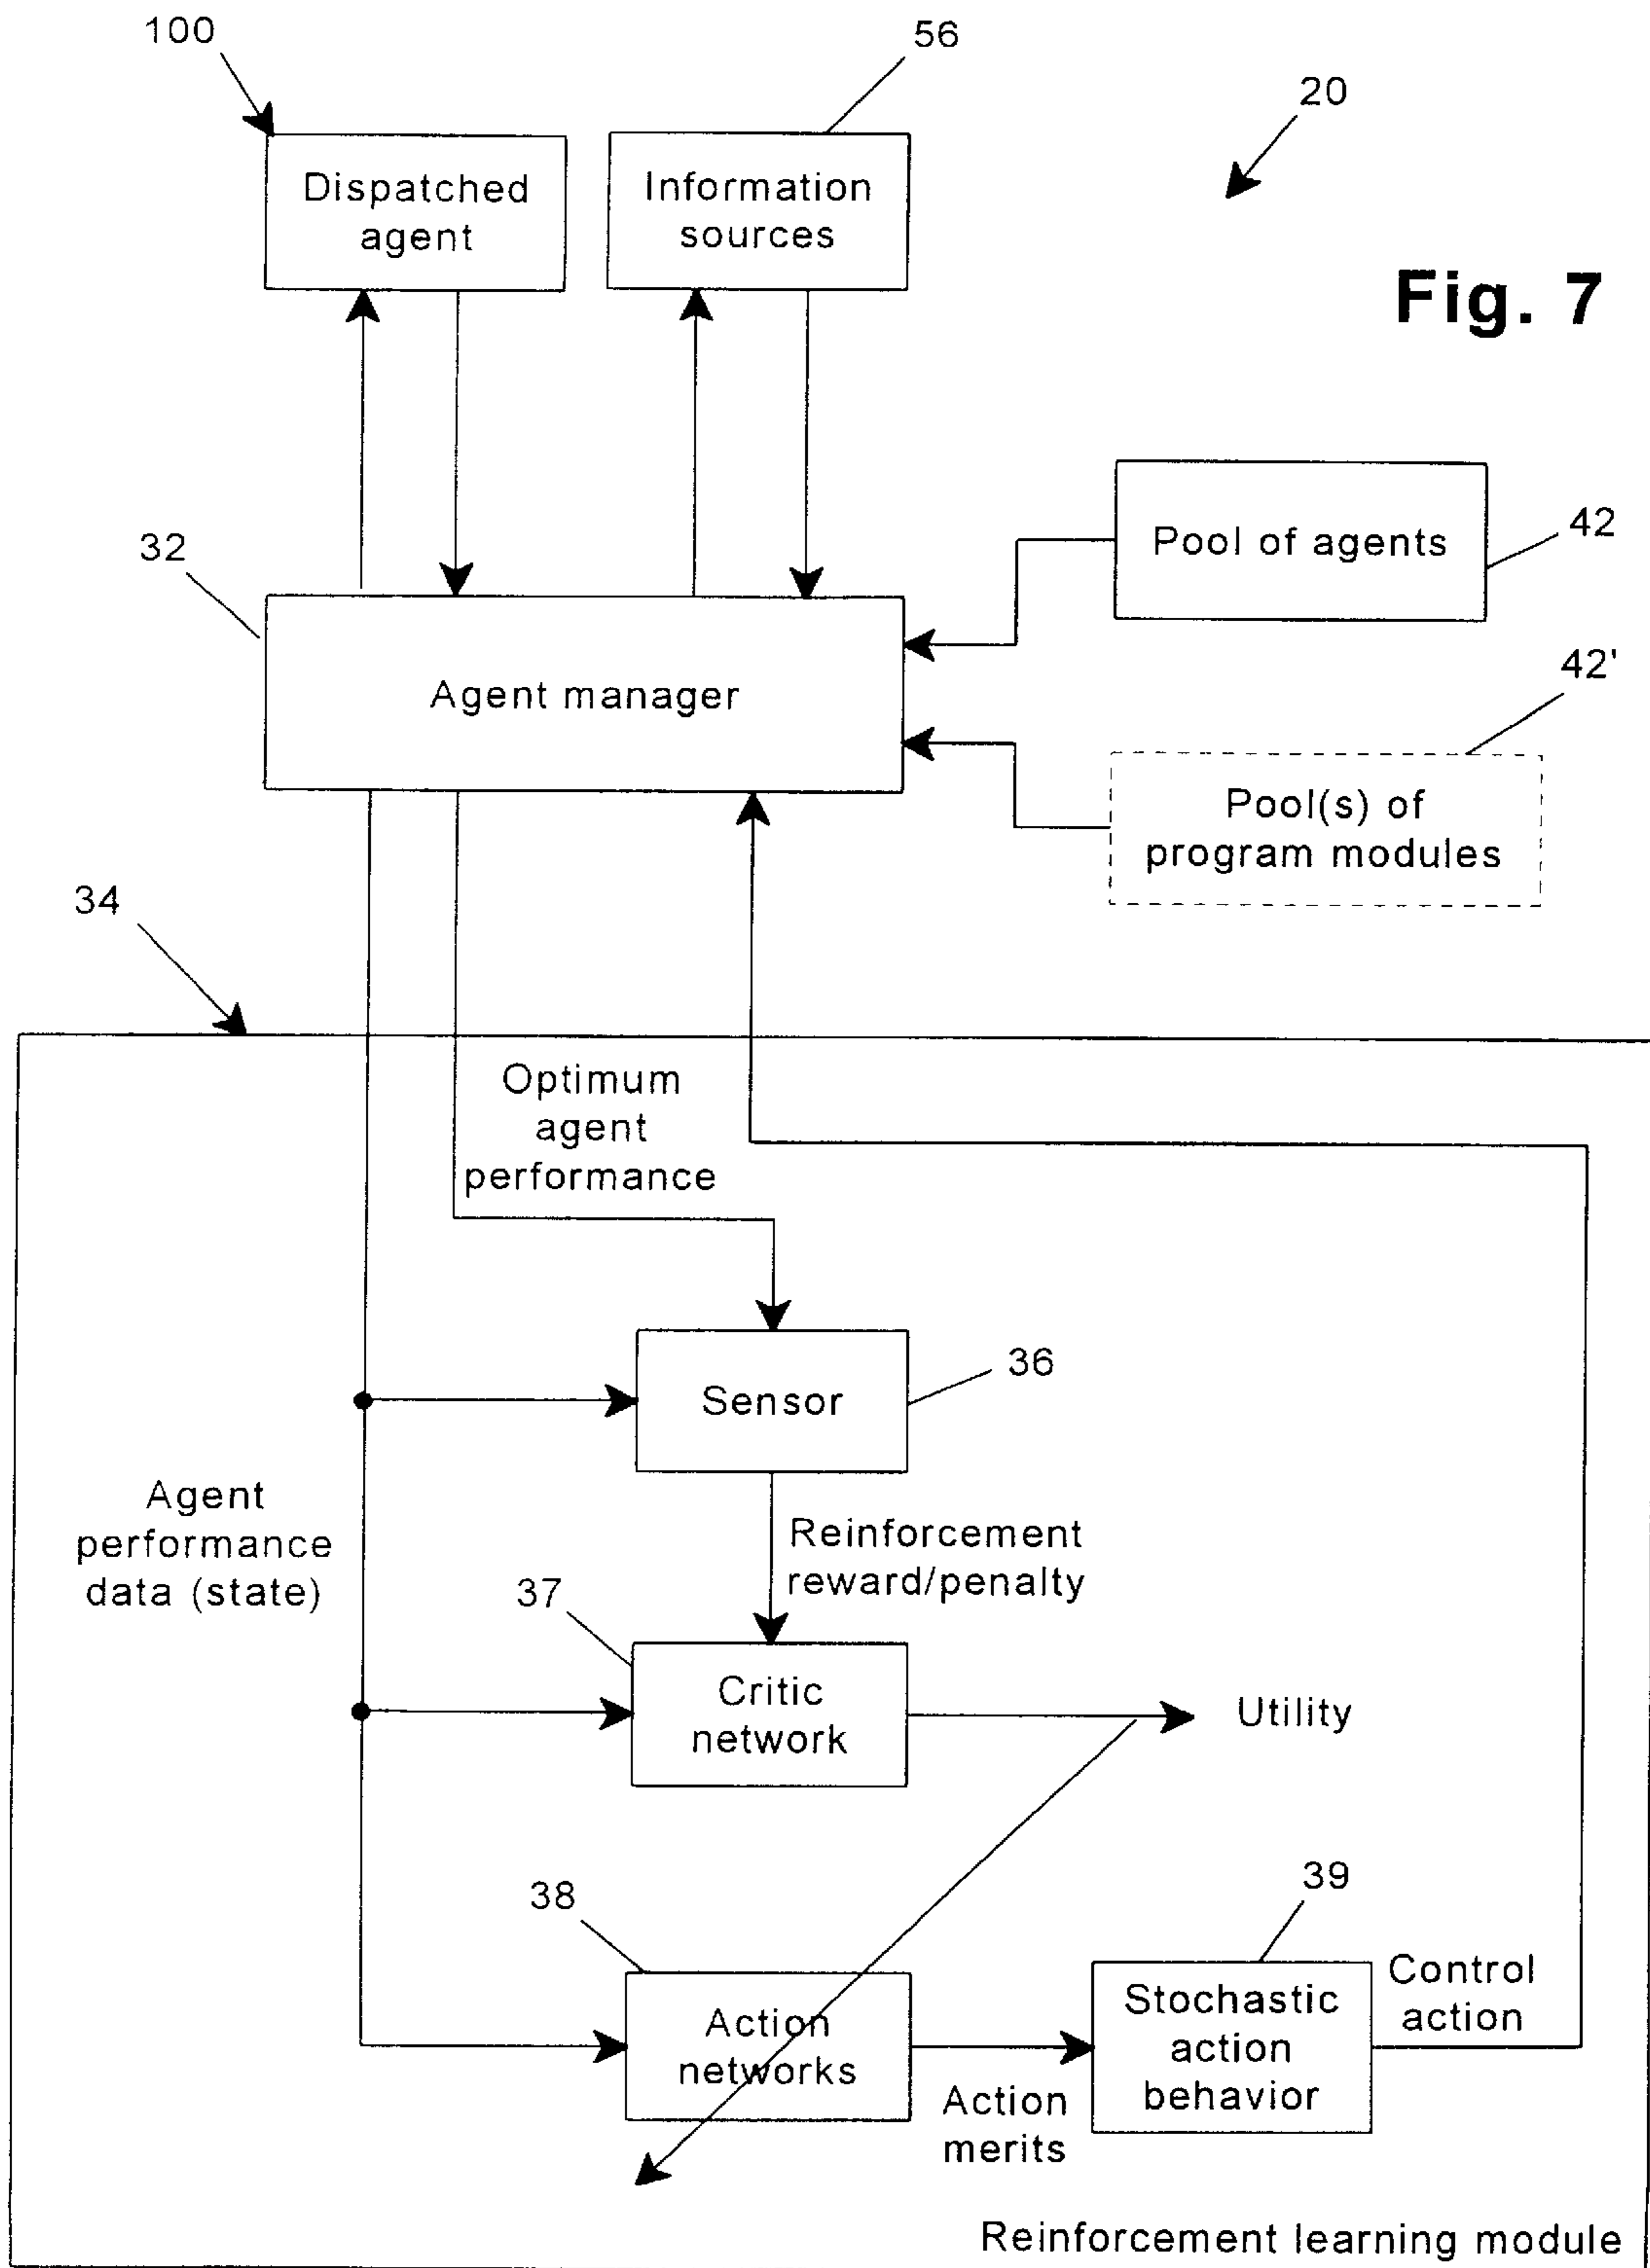 100
56
20
Dispatched
agent
Information
sources
Fig. 7
Pool of agents
42
32
Agent manager
42'
Pool(s) of
program modules
34
Optimum
agent
performance
Sensor
36
Agent
performance
data (state)
Reinforcement
reward/penalty
37
Critic
network
Utility
38
Action
networks
39
Stochastic
action
behavior
Control
action
Action
merits
Reinforcement learning module